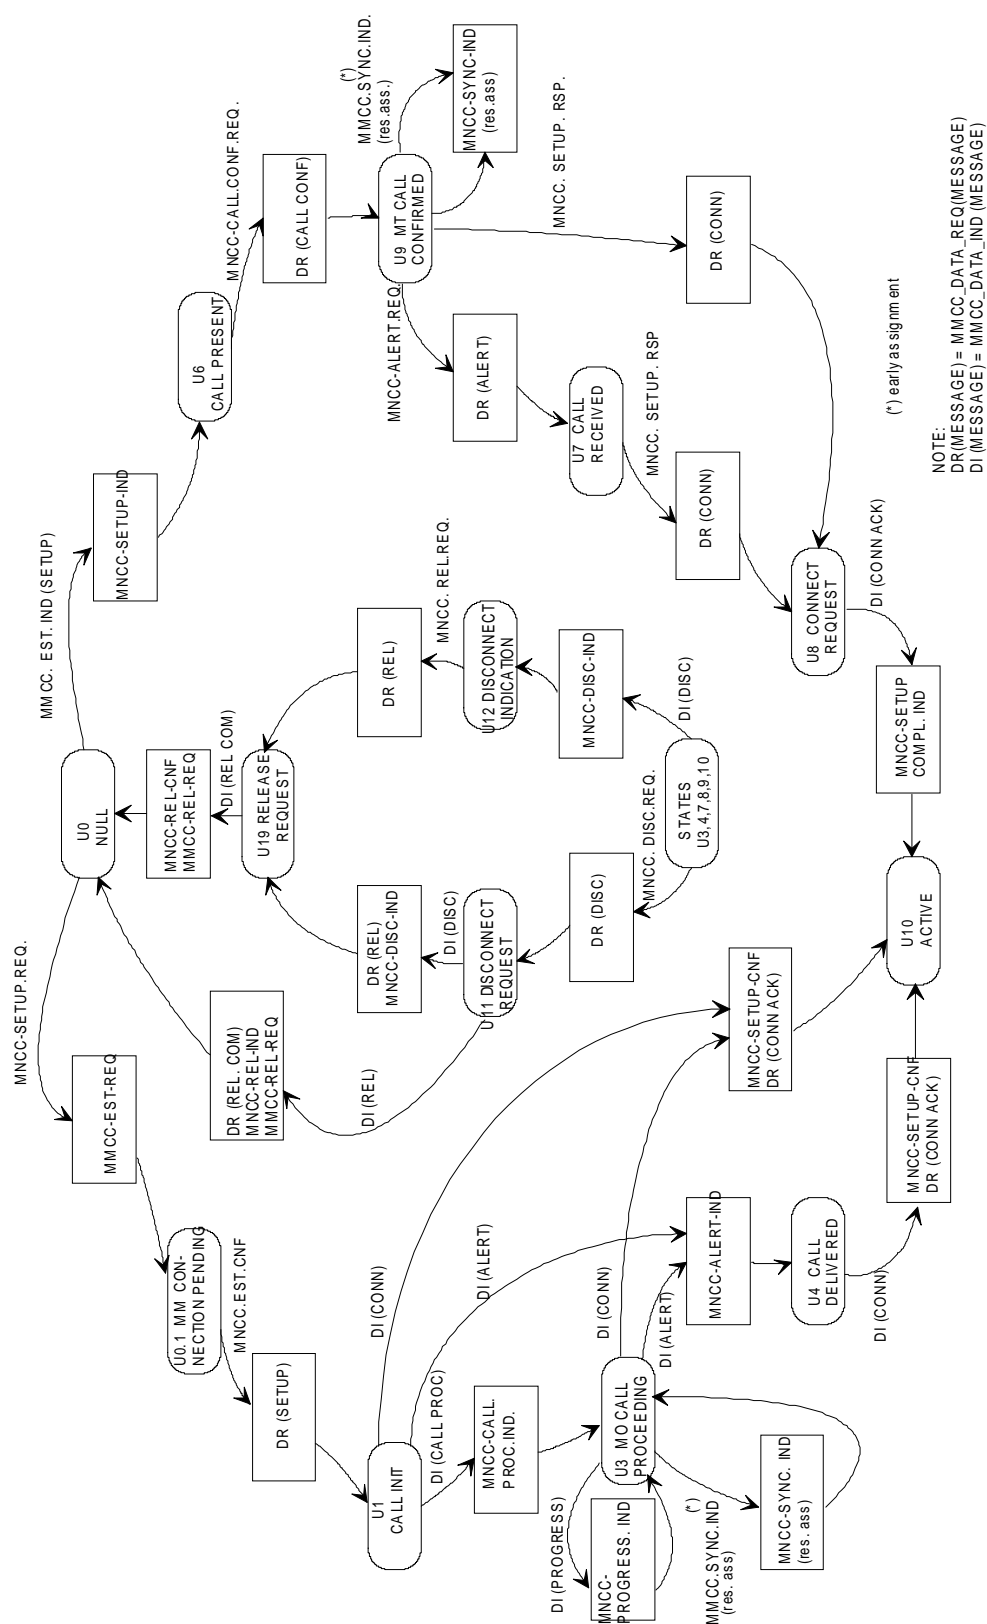 MNCC-SETUP.REQ.
MMCC-EST-REQ
U0.1 MM CON-
NECTION PENDING
MNCC.EST.CNF
DR (SETUP)
U1
CALL INIT
DI (CALL PROC)
MNCC-CALL.
PROC.IND.
DI (ALERT)
DI (CONN)
DI (PROGRESS)
MNCC-
PROGRESS. IND
U3 MO CALL
PROCEEDING
(*)
MMCC.SYNC.IND
(res. ass)
MNCC-SYNC. IND
(res. ass)
DI (CONN)
DI (ALERT)
MNCC-ALERT-IND
U4 CALL
DELIVERED
DI (CONN)
MNCC-SETUP-CNF
DR (CONN ACK)
MNCC-SETUP-CNF
DR (CONN ACK)
U10
ACTIVE
U0
NULL
DR (REL. COM)
MNCC-REL-IND
MMCC-REL-REQ
DI (REL)
MNCC-REL-CNF
MMCC-REL-REQ
DI (REL COM)
U19 RELEASE
REQUEST
DR (REL)
MNCC-DISC-IND
DI (DISC)
U11 DISCONNECT
REQUEST
DR (DISC)
MNCC. DISC.REQ.
STATES
U3,4,7,8,9,10
DI (DISC)
MNCC-DISC-IND
U12 DISCONNECT
INDICATION
MNCC. REL.REQ.
DR (REL)
MMCC. EST. IND (SETUP)
MNCC-SETUP-IND
U6
CALL PRESENT
MNCC-CALL.CONF.REQ.
DR (CALL CONF)
U9 MT CALL
CONFIRMED
(*)
MMCC.SYNC.IND.
(res.ass.)
MNCC-SYNC-IND
(res.ass)
MNCC-ALERT.REQ.
DR (ALERT)
U7 CALL
RECEIVED
MNCC. SETUP. RSP
DR (CONN)
MNCC. SETUP. RSP.
DR (CONN)
U8 CONNECT
REQUEST
DI (CONN ACK)
MNCC-SETUP
COMPL. IND
(*) early assignment
NOTE:
DR(MESSAGE) = MMCC_DATA_REQ(MESSAGE)
DI (MESSAGE) = MMCC_DATA_IND (MESSAGE)